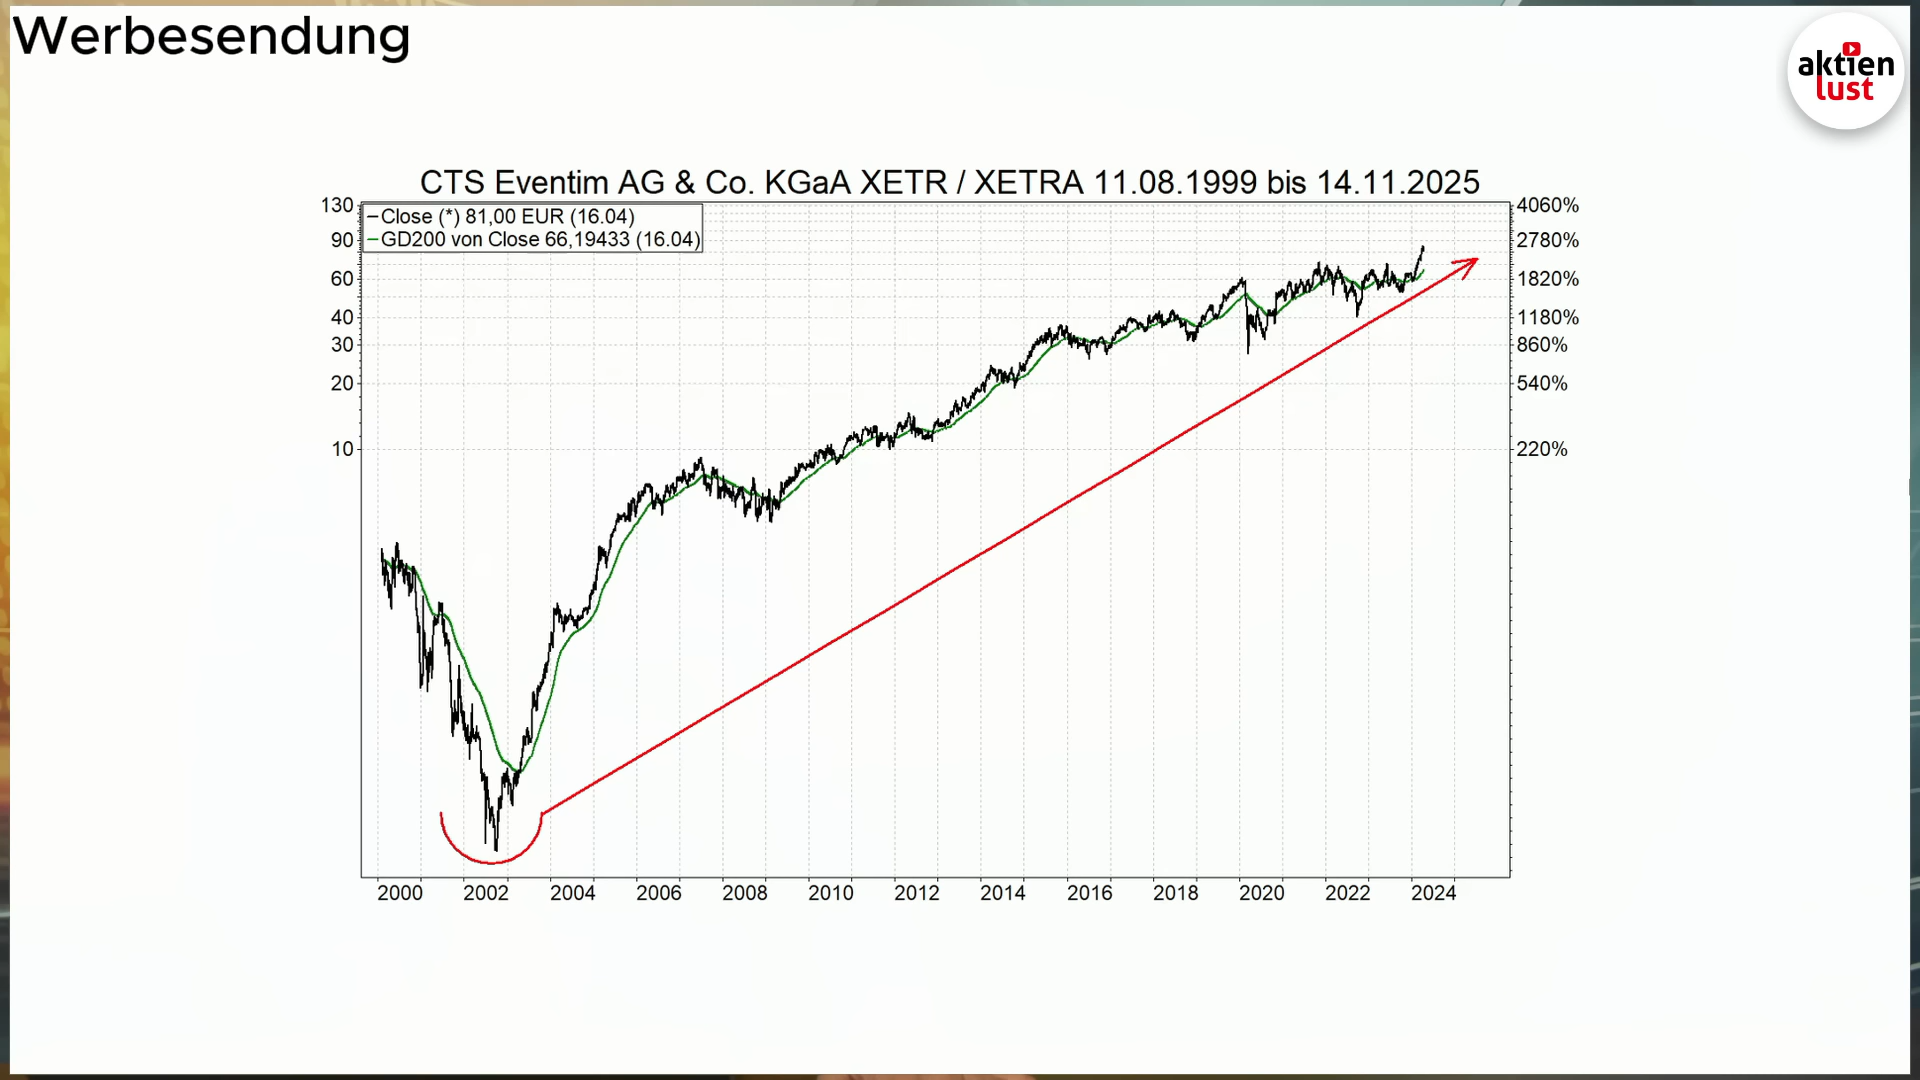 Werbesendung
aktien
lust
CTS Eventim AG & Co. KGaA XETR / XETRA 11.08.1999 bis 14.11.2025
Close (*) 81,00 EUR (16.04)
GD200 von Close 66,19433 (16.04)
130
90
60
40
30
20
10
4060%
2780%
1820%
1180%
860%
540%
220%
2000 2002 2004 2006 2008 2010 2012 2014 2016 2018 2020 2022 2024